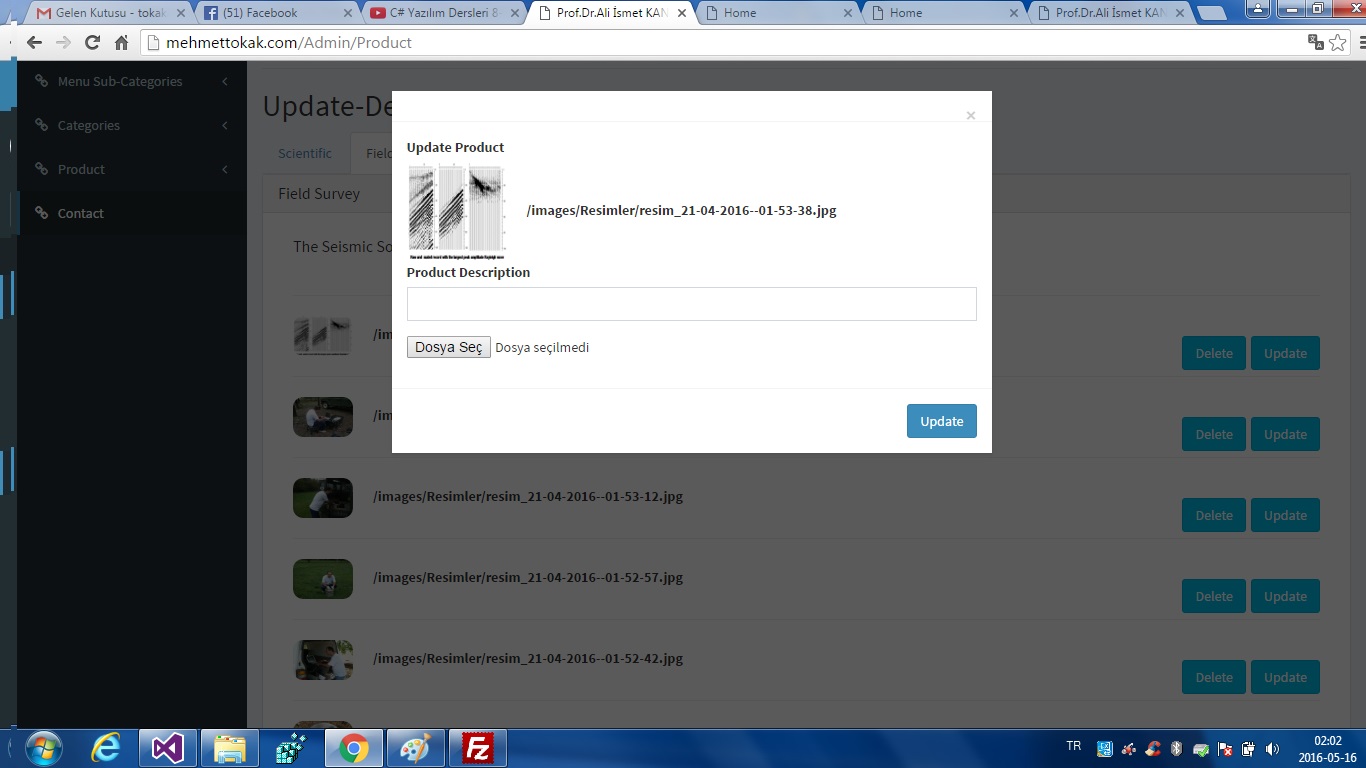 Gelen Kutusu - tokak
(51) Facebook
C# Yazılım Dersleri 8-
Prof.Dr.Ali İsmet KAN
Home
Home
Prof.Dr.Ali İsmet KAN
mehmettokak.com/Admin/Product
Menu Sub-Categories
Categories
Product
Contact
Update-De
Scientific
Field
Field Survey
The Seismic So
Update Product
/images/Resimler/resim_21-04-2016--01-53-38.jpg
Product Description
Dosya Seç Dosya seçilmedi
Update
/im
Delete Update
/im
Delete Update
/images/Resimler/resim_21-04-2016--01-53-12.jpg
Delete Update
/images/Resimler/resim_21-04-2016--01-52-57.jpg
Delete Update
/images/Resimler/resim_21-04-2016--01-52-42.jpg
Delete Update
TR
02:02
2016-05-16